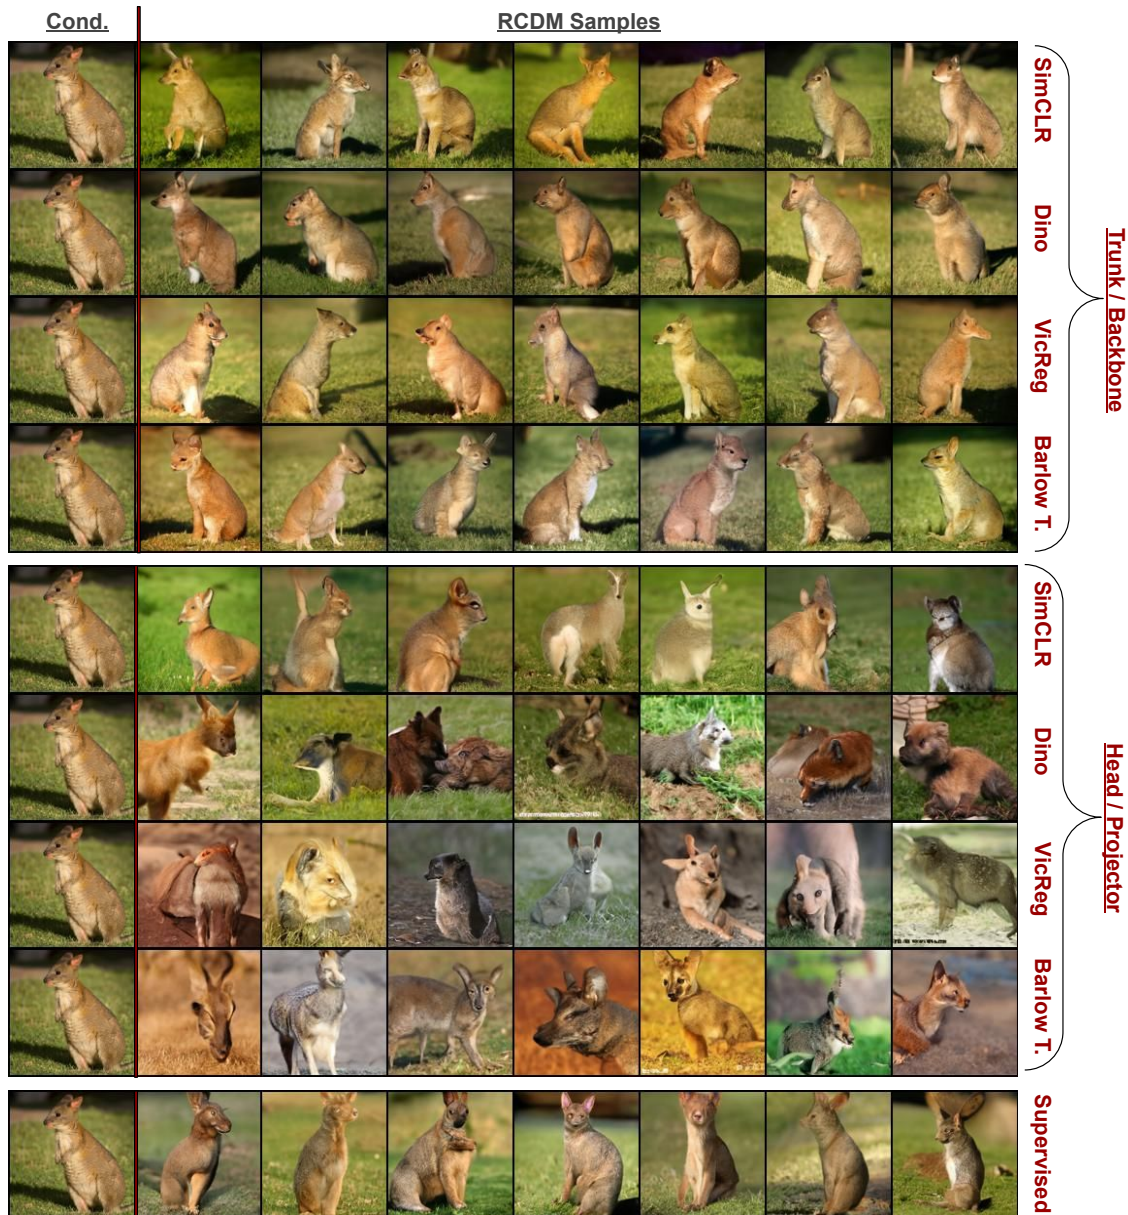 Cond.
RCDM Samples
SimCLR
Dino
VicReg
Barlow T.
Trunk / Backbone
SimCLR
Dino
VicReg
Barlow T.
Head / Projector
Supervised